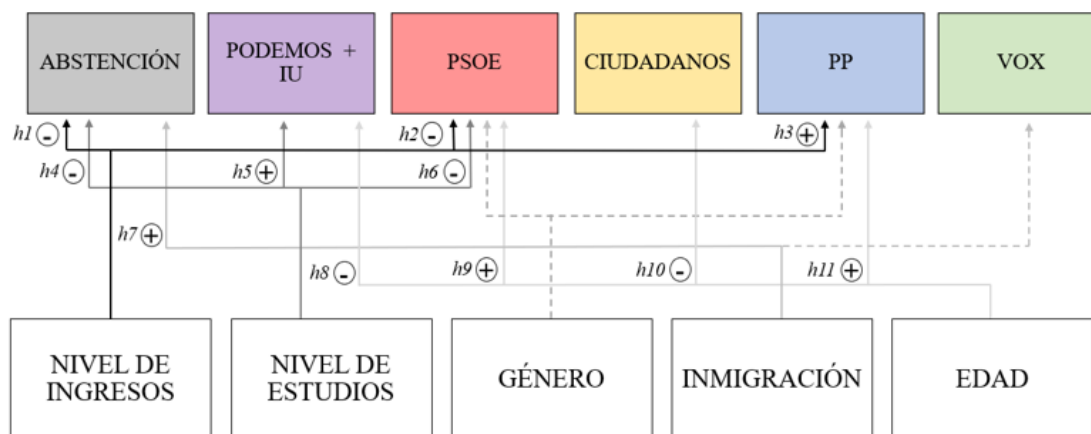 ABSTENCIÓN
PODEMOS +
IU
PSOE
CIUDADANOS
PP
VOX
h1 -
h2 -
h3 +
h4 -
h5 +
h6 -
h7 +
h8 -
h9 +
h10 -
h11 +
NIVEL DE
INGRESOS
NIVEL DE
ESTUDIOS
GÉNERO
INMIGRACIÓN
EDAD